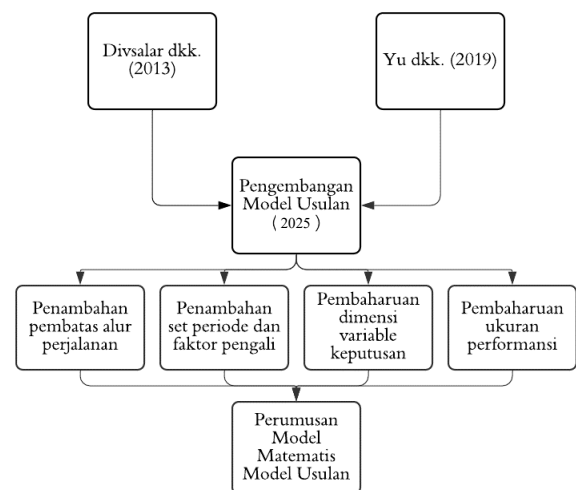 Divsalar dkk.
(2013)
Yu dkk. (2019)
Pengembangan
Model Usulan
( 2025 )
Penambahan
pembatas alur
perjalanan
Penambahan
set periode dan
faktor pengali
Pembaharuan
dimensi
variable
keputusan
Pembaharuan
ukuran
performansi
Perumusan
Model
Matematis
Model Usulan